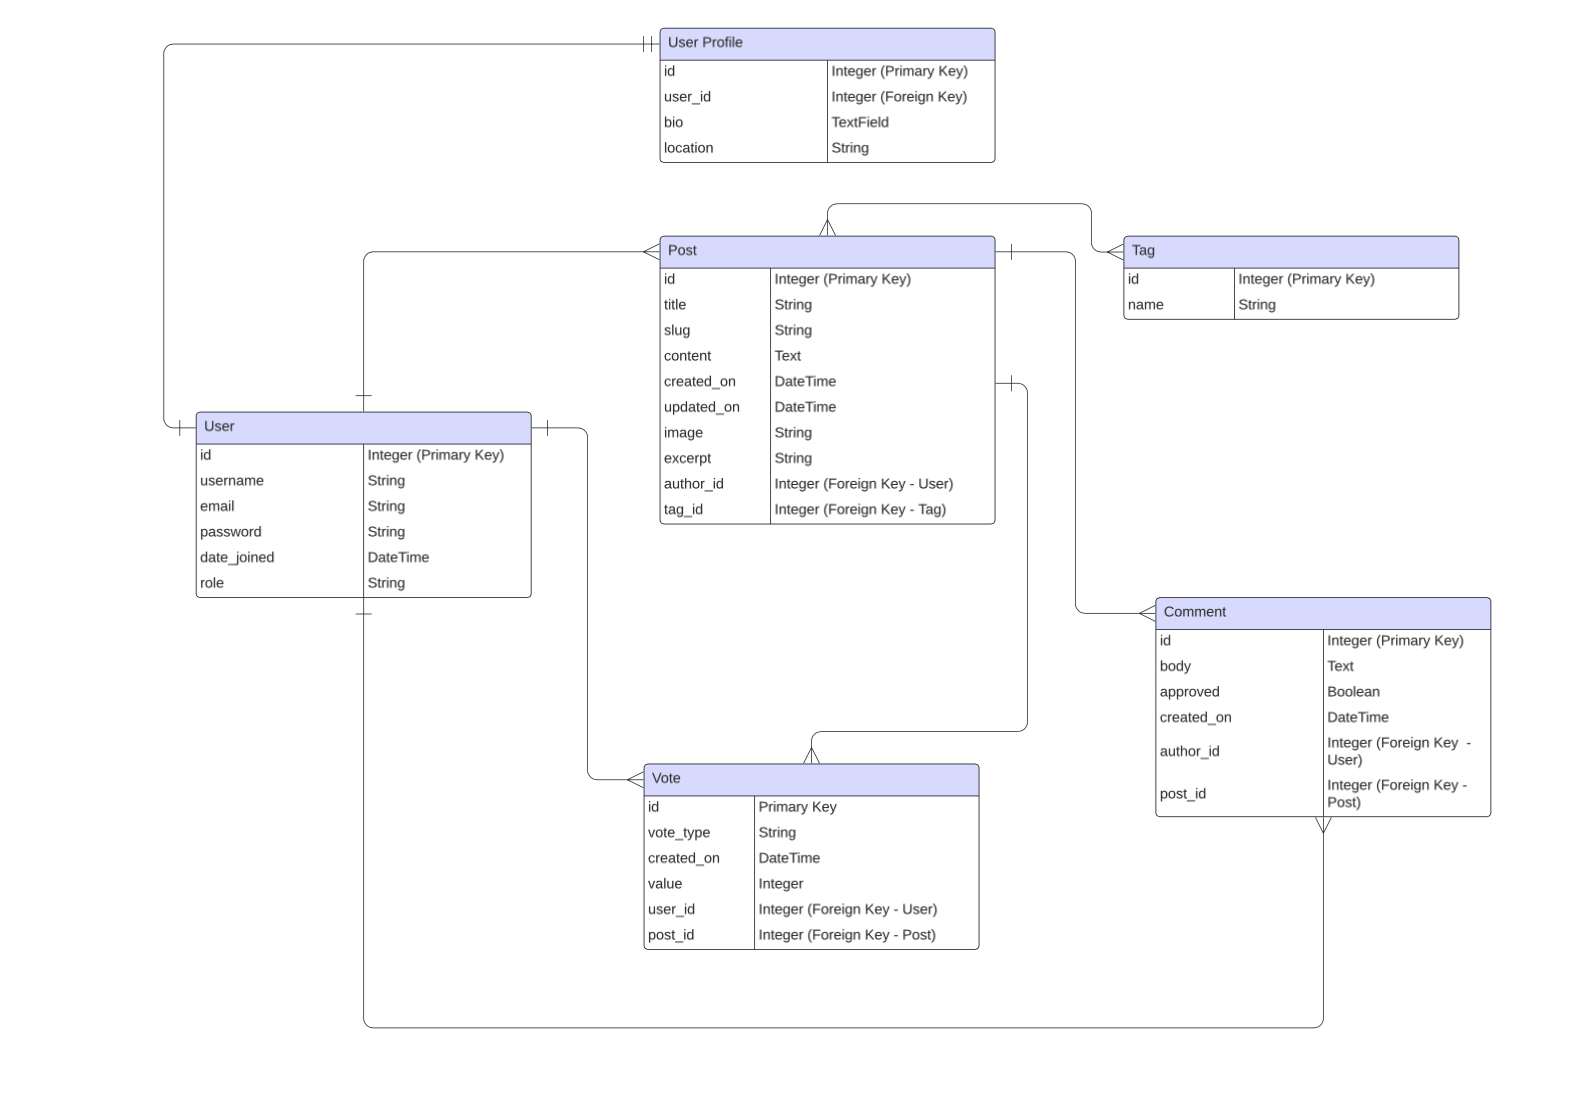 User Profile
id Integer (Primary Key)
user_id Integer (Foreign Key)
bio TextField
location String
Post
id Integer (Primary Key)
title String
slug String
content Text
created_on DateTime
updated_on DateTime
image String
excerpt String
author_id Integer (Foreign Key - User)
tag_id Integer (Foreign Key - Tag)
Tag
id Integer (Primary Key)
name String
User
id Integer (Primary Key)
username String
email String
password String
date_joined DateTime
role String
Comment
id Integer (Primary Key)
body Text
approved Boolean
created_on DateTime
author_id Integer (Foreign Key -
User)
post_id Integer (Foreign Key -
Post)
Vote
id Primary Key
vote_type String
created_on DateTime
value Integer
user_id Integer (Foreign Key - User)
post_id Integer (Foreign Key - Post)